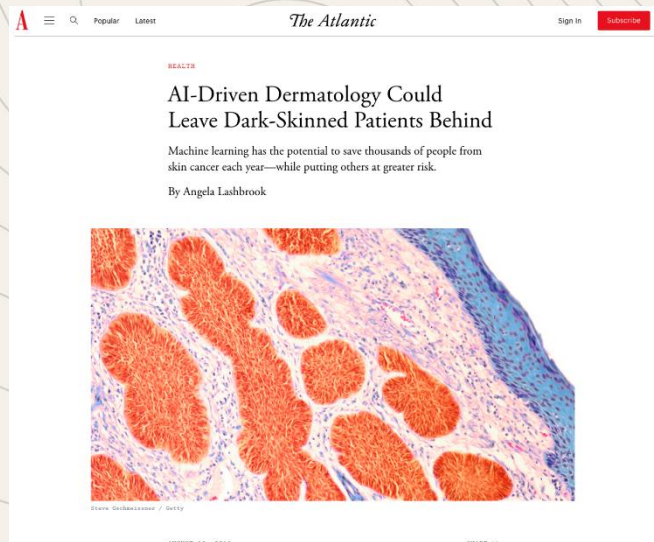 A
Popular Latest The Atlantic Sign In Subscribe
HEALTH
AI-Driven Dermatology Could
Leave Dark-Skinned Patients Behind
Machine learning has the potential to save thousands of people from
skin cancer each year—while putting others at greater risk.
By Angela Lashbrook
/ Getty